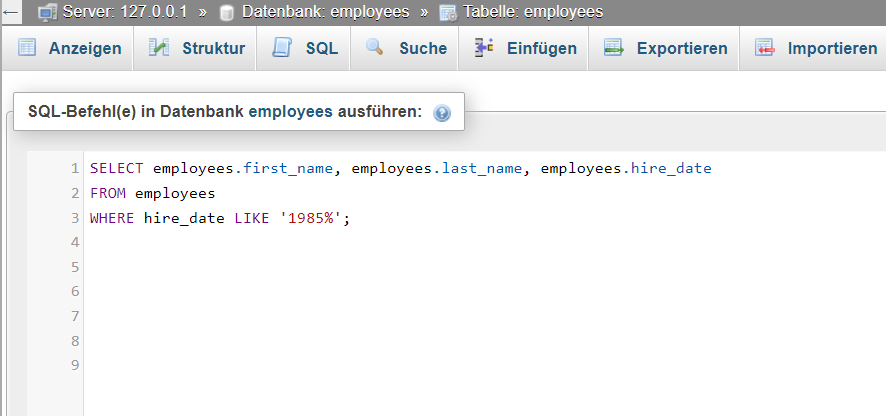 ← Server: 127.0.0.1 » Datenbank: employees » Tabelle: employees
Anzeigen Struktur SQL Suche Einfügen Exportieren Importieren
SQL-Befehl(e) in Datenbank employees ausführen:
1 SELECT employees.first_name, employees.last_name, employees.hire_date
2 FROM employees
3 WHERE hire_date LIKE '1985%';
4
5
6
7
8
9